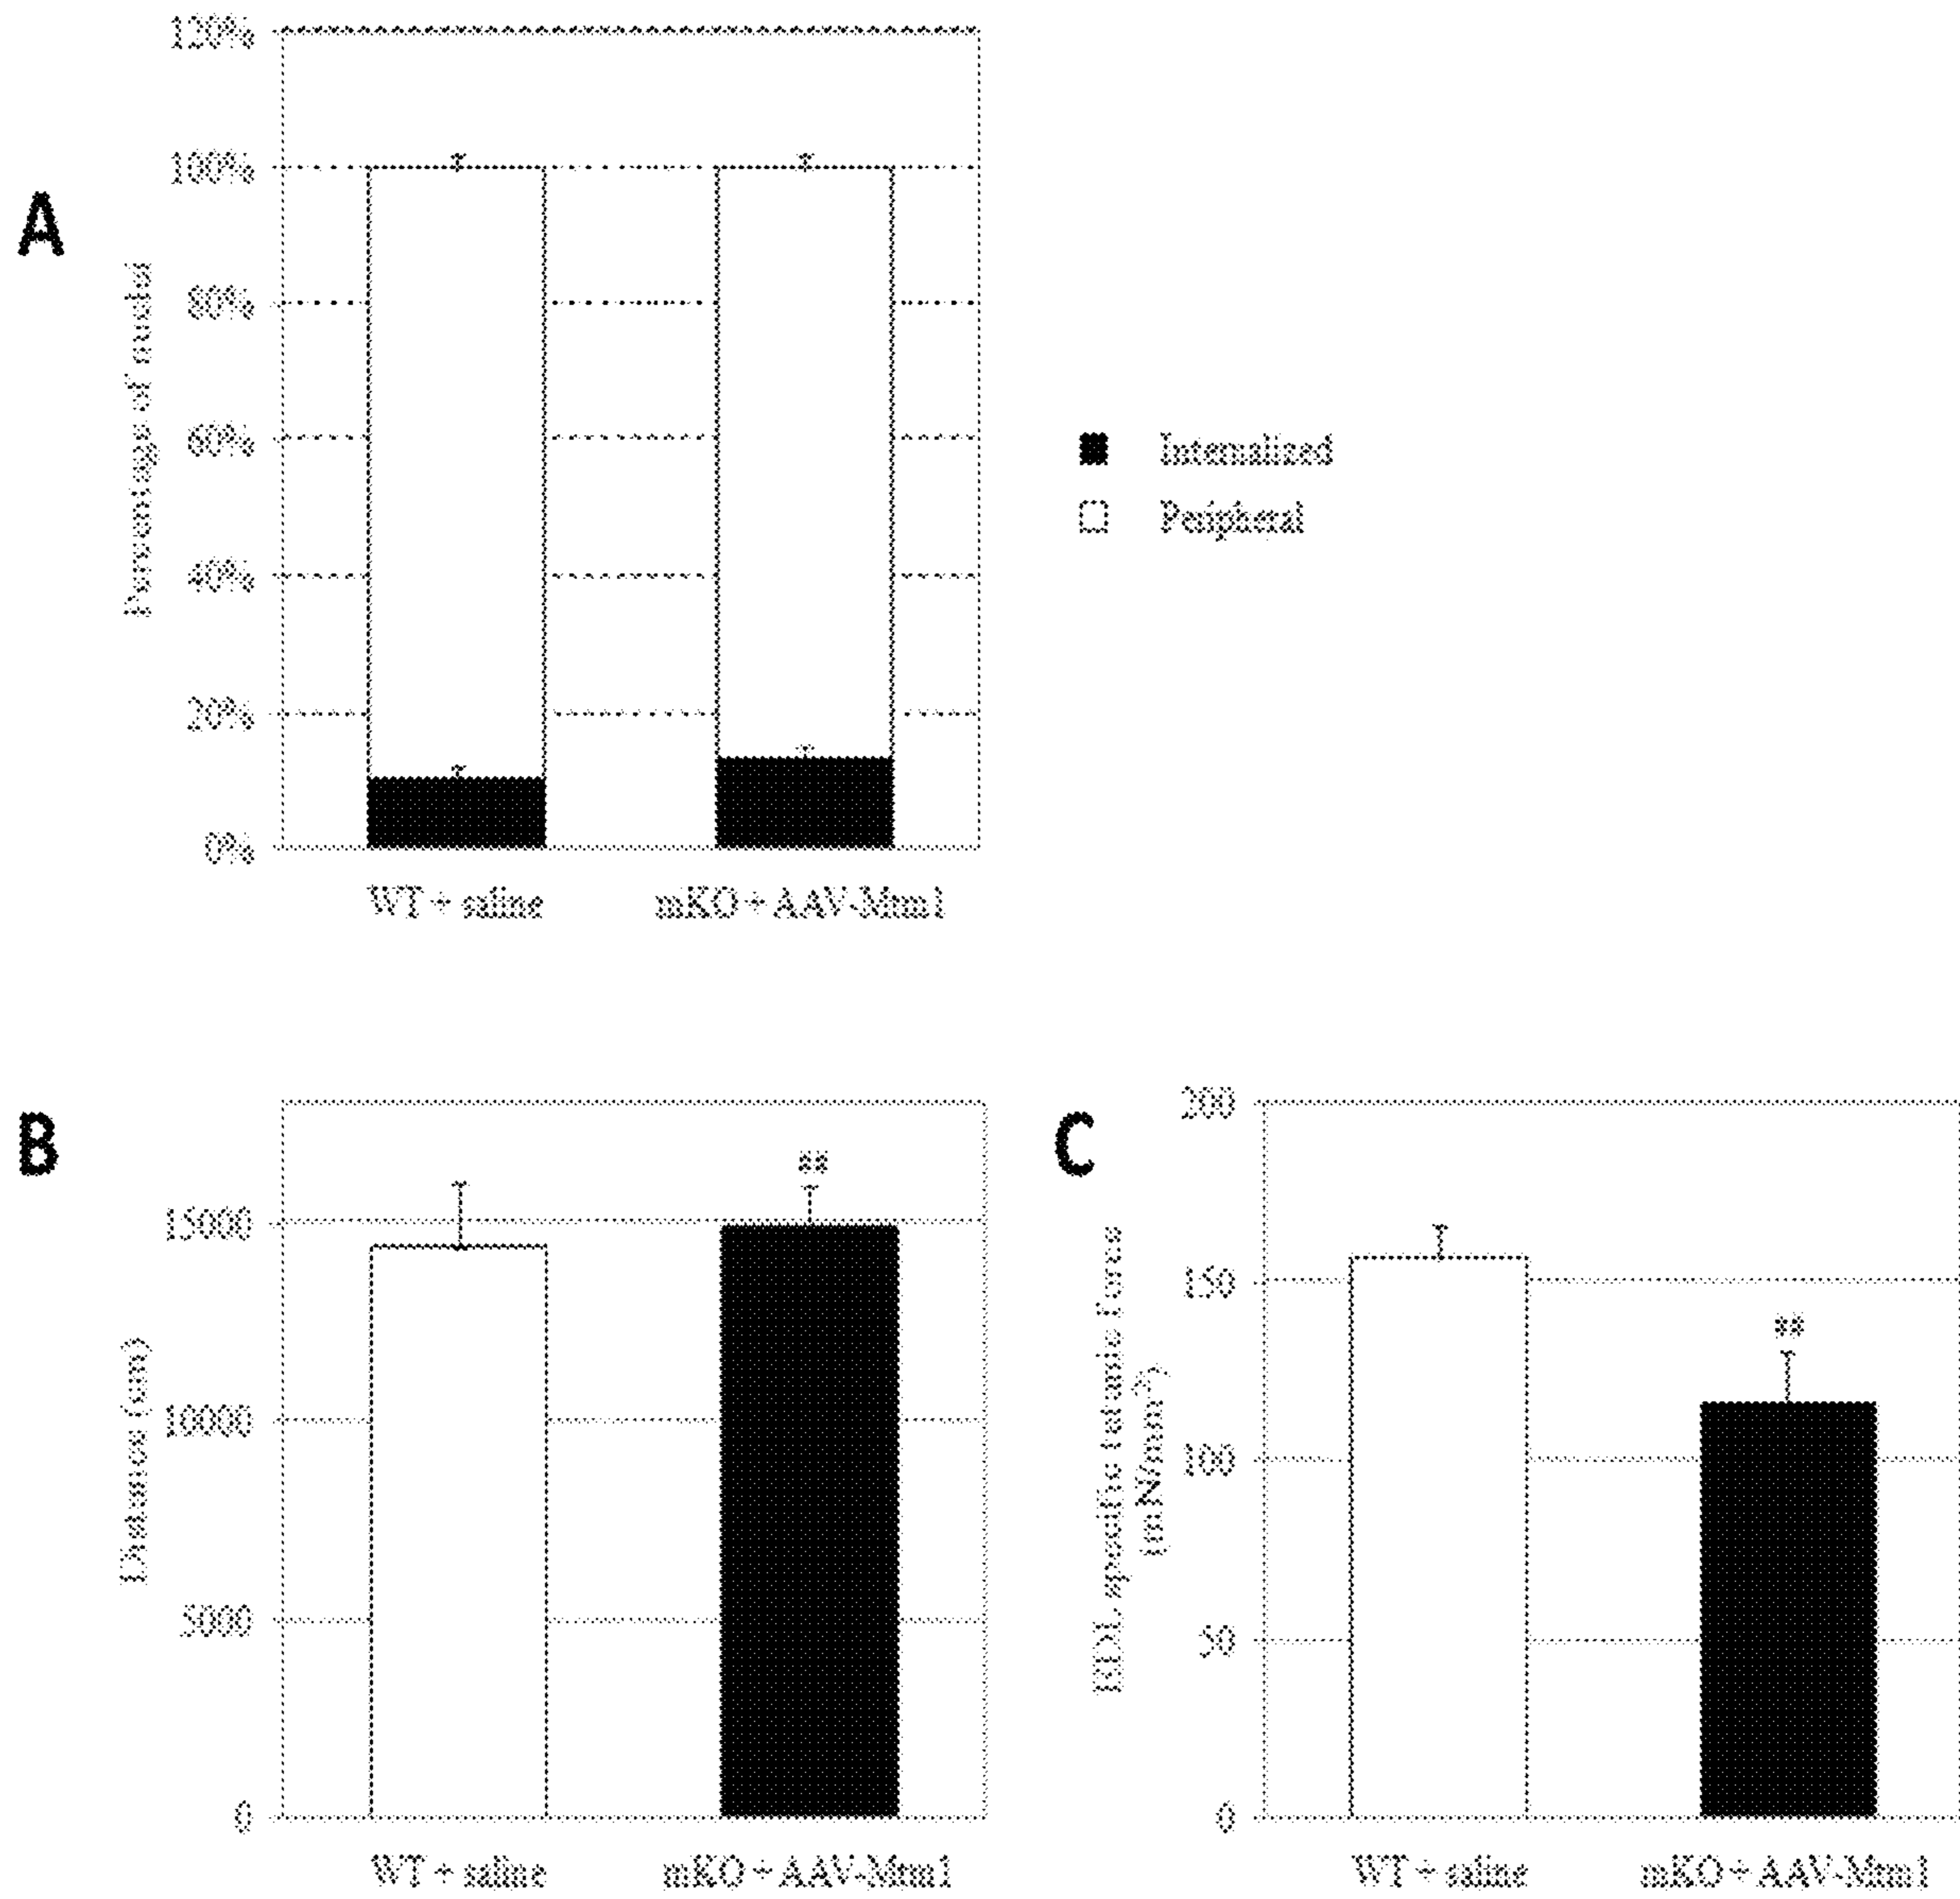 A
Percentage of nuclei
120%
100%
80%
60%
40%
20%
0%
WT + saline
mKO + AAV-Mtm1
Internalized
Peripheral
B
Distance (cm)
15000
10000
5000
0
##
WT + saline
mKO + AAV-Mtm1
C
EDL specific tetanic force
(mN/mm²)
200
150
100
50
0
##
WT + saline
mKO + AAV-Mtm1